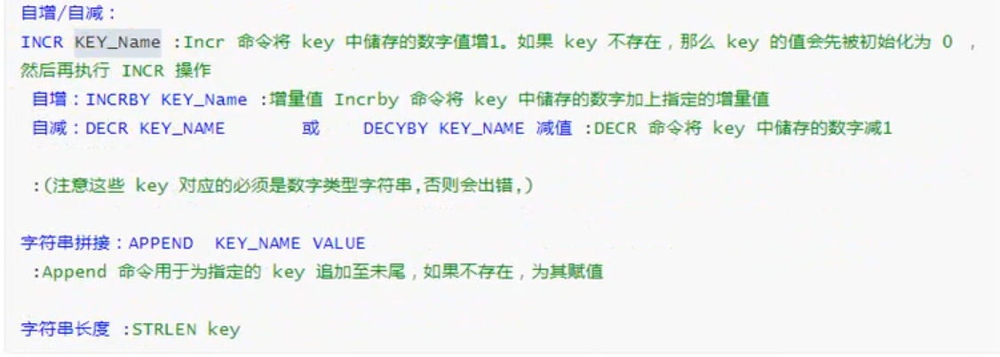 自增/自减：
INCR KEY_Name :Incr 命令将 key 中储存的数字值增1。如果 key 不存在，那么 key 的值会先被初始化为 0 ，
然后再执行 INCR 操作
自增：INCRBY KEY_Name :增量值 Incrby 命令将 key 中储存的数字加上指定的增量值
自减：DECR KEY_NAME 或 DECYBY KEY_NAME 减值 :DECR 命令将 key 中储存的数字减1
:(注意这些 key 对应的必须是数字类型字符串,否则会出错,)
字符串拼接：APPEND KEY_NAME VALUE
:Append 命令用于为指定的 key 追加至未尾，如果不存在，为其赋值
字符串长度 :STRLEN key